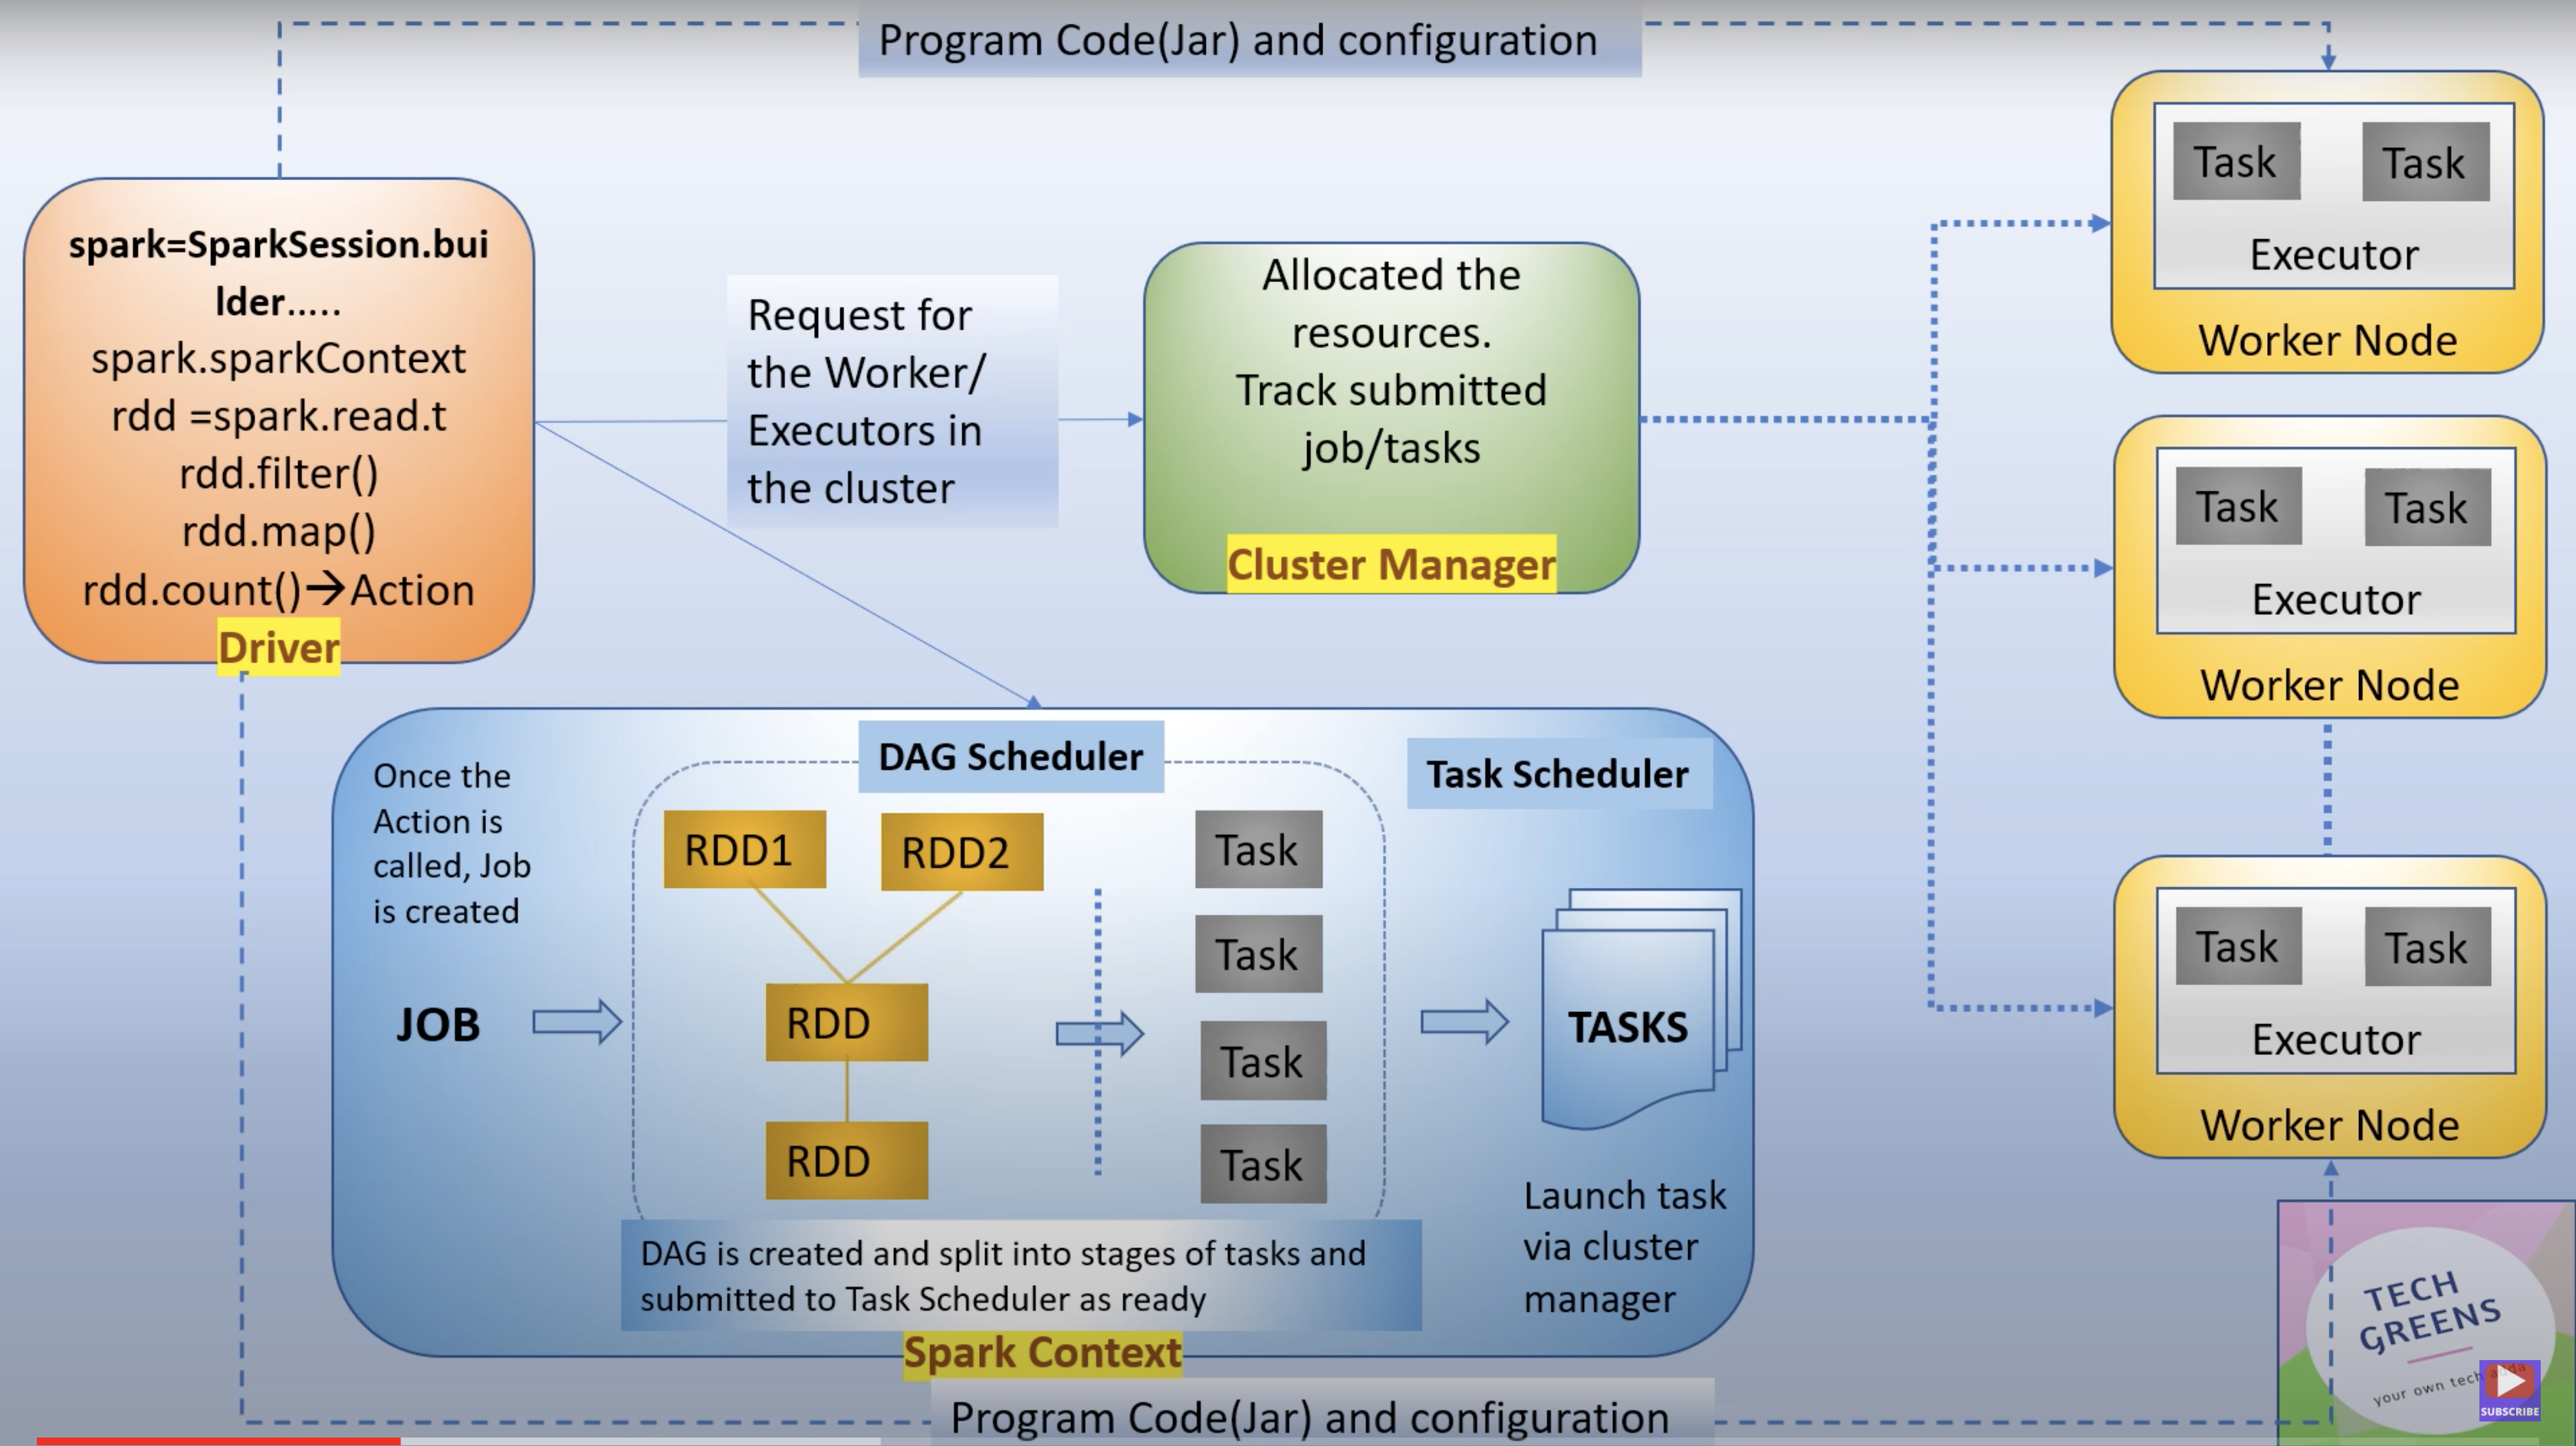 Program Code(Jar) and configuration
spark=SparkSession.bui
lder.....
spark.sparkContext
rdd =spark.read.t
rdd.filter()
rdd.map()
rdd.count()→Action
Driver
Request for
the Worker/
Executors in
the cluster
Allocated the
resources.
Track submitted
job/tasks
Cluster Manager
Task Task
Executor
Worker Node
Task Task
Executor
Worker Node
Task Task
Executor
Worker Node
Once the
Action is
called, Job
is created
JOB
DAG Scheduler
RDD1 RDD2
RDD
RDD
Task
Task
Task
Task
Task Scheduler
TASKS
Launch task
via cluster
manager
DAG is created and split into stages of tasks and
submitted to Task Scheduler as ready
Spark Context
Program Code(Jar) and configuration
TECH
GREENS
your own tech
SUBSCRIBE